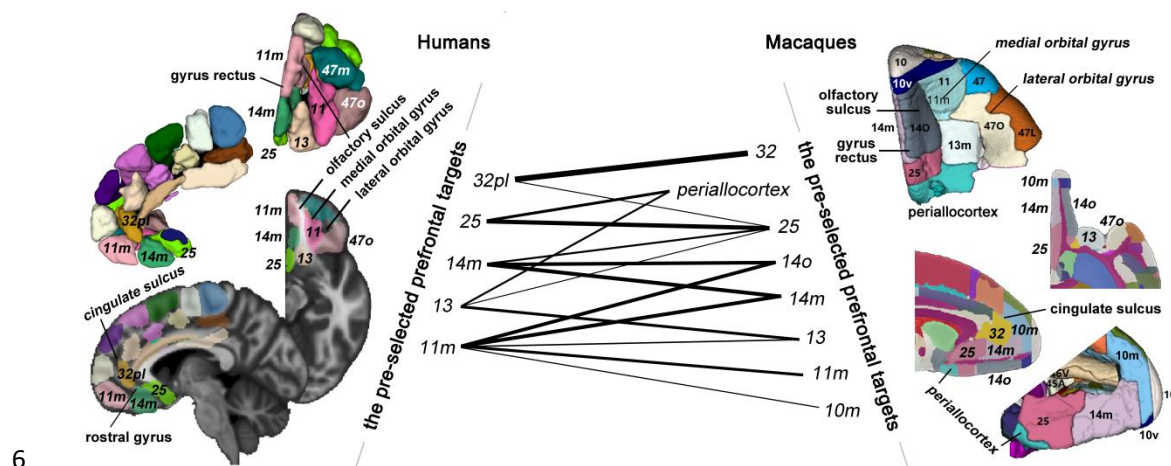 Humans
Macaques
11m
gyrus rectus
47m
14m
11
47o
25
13
olfactory sulcus
medial orbital gyrus
lateral orbital gyrus
32pl
11m
14m
25
11m
14m
11
47o
13
25
cingulate sulcus
32pl
25
11m
14m
rostral gyrus
the pre-selected prefrontal targets
32pl
25
14m
13
11m
32
periallocortex
25
14o
14m
13
11m
10m
the pre-selected prefrontal targets
medial orbital gyrus
lateral orbital gyrus
10
10v
11
47
11m
olfactory
sulcus
14O
47O
47L
14m
gyrus
rectus
13m
25
periallocortex
10m
14o
47o
13
25
cingulate sulcus
32
10m
25
14m
14o
periallocortex
10m
46V
45A
14m
25
10
10v
6